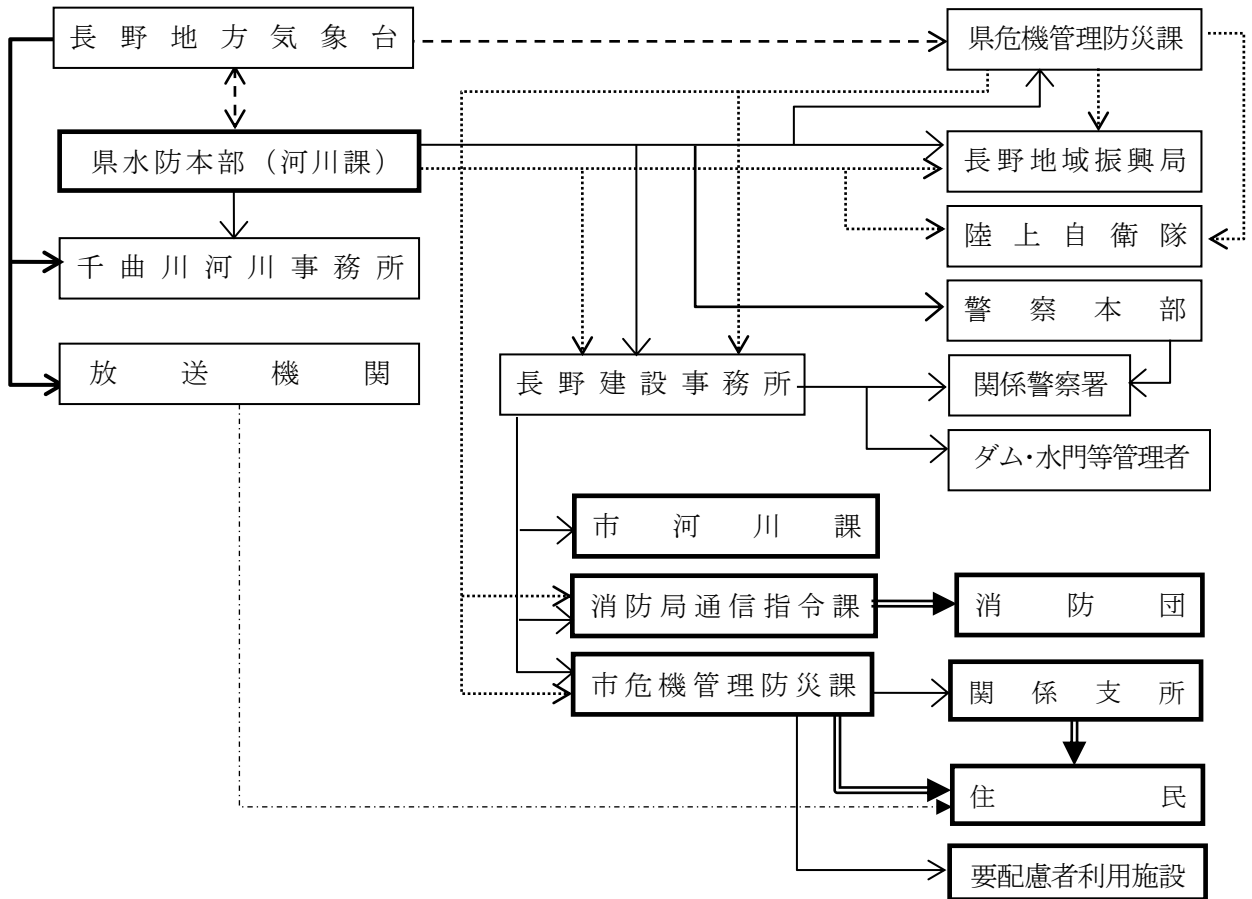 長野地方気象台
県危機管理防災課
県水防本部（河川課）
長野地域振興局
陸上自衛隊
千曲川河川事務所
警察本部
放送機関
長野建設事務所
関係警察署
ダム・水門等管理者
市河川課
消防局通信指令課
消防団
市危機管理防災課
関係支所
住民
要配慮者利用施設